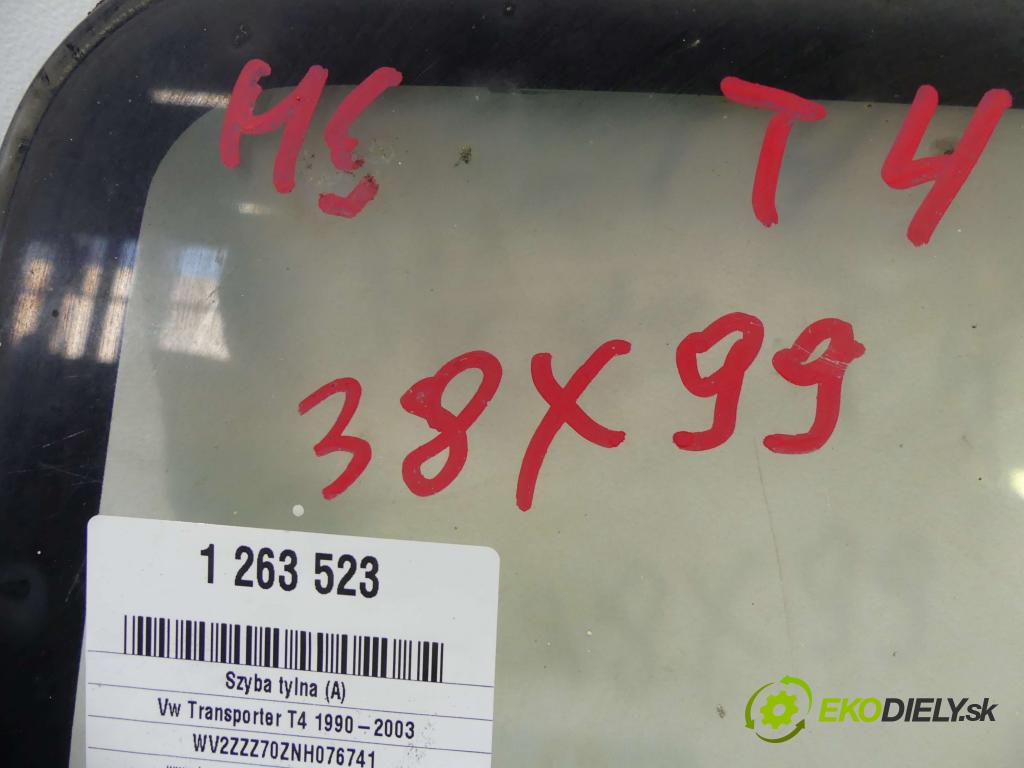 HS T4
38X99
1 263 523
Szyba tylna (A)
Vw Transporter T4 1990-2003
WV2ZZZ70ZNH076741
EKODIELY.sk